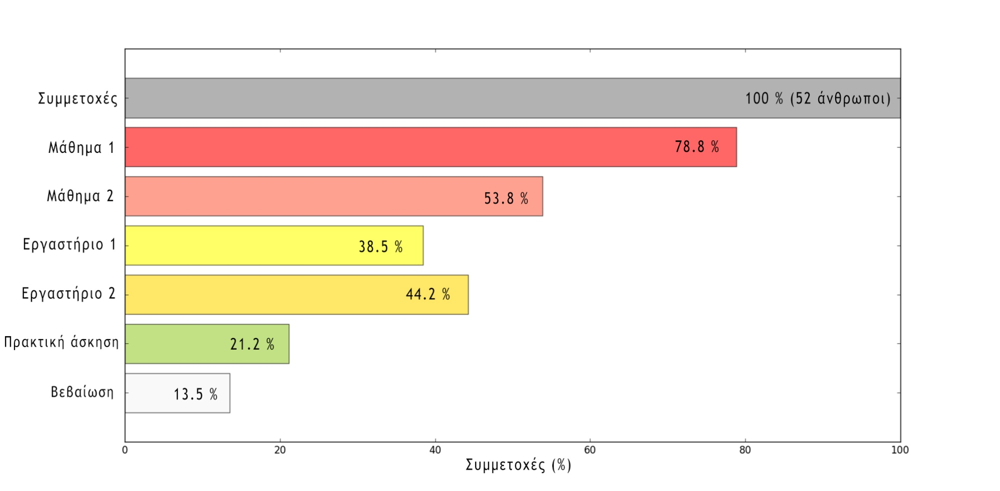 Συμμετοχές
100 % (52 άνθρωποι)
Μάθημα 1
78.8 %
Μάθημα 2
53.8 %
Εργαστήριο 1
38.5 %
Εργαστήριο 2
44.2 %
Πρακτική άσκηση
21.2 %
Βεβαίωση
13.5 %
0 20 40 60 80 100
Συμμετοχές (%)